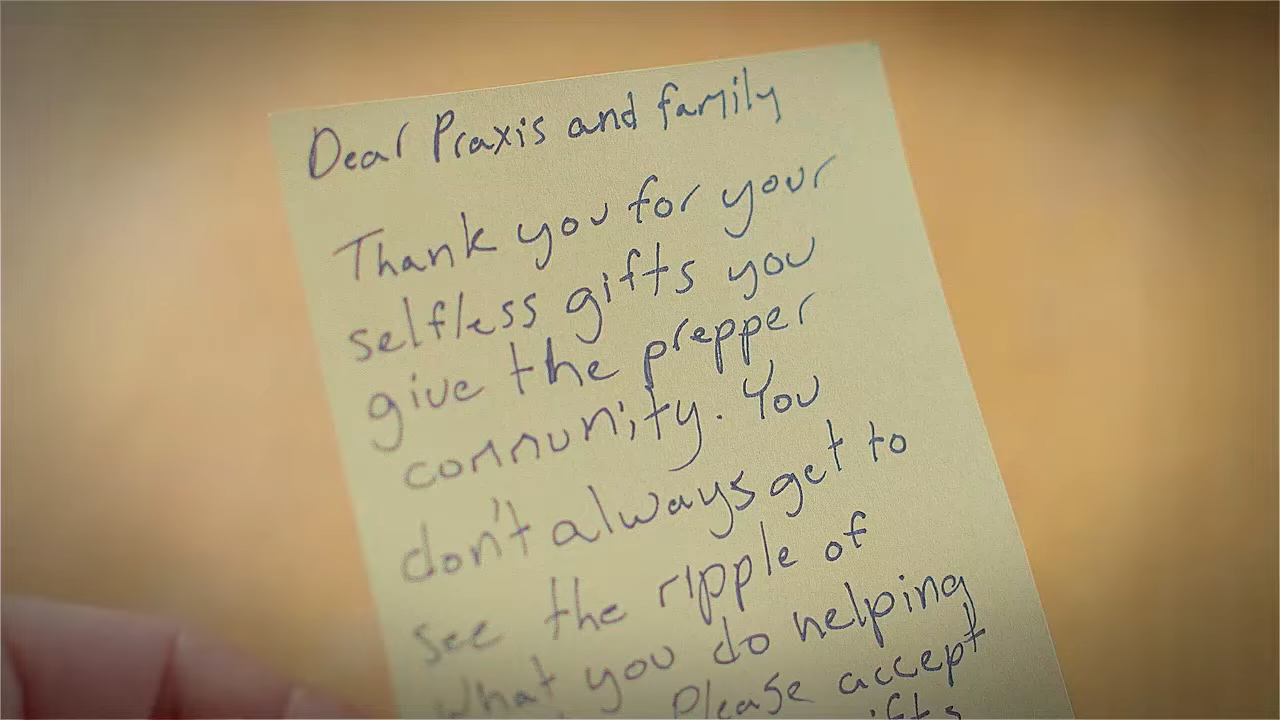 Dear Praxis and family
Thank you for your
selfless gifts you
give the prepper
community. You
don't always get to
see the ripple of
what you do helping
Please accept